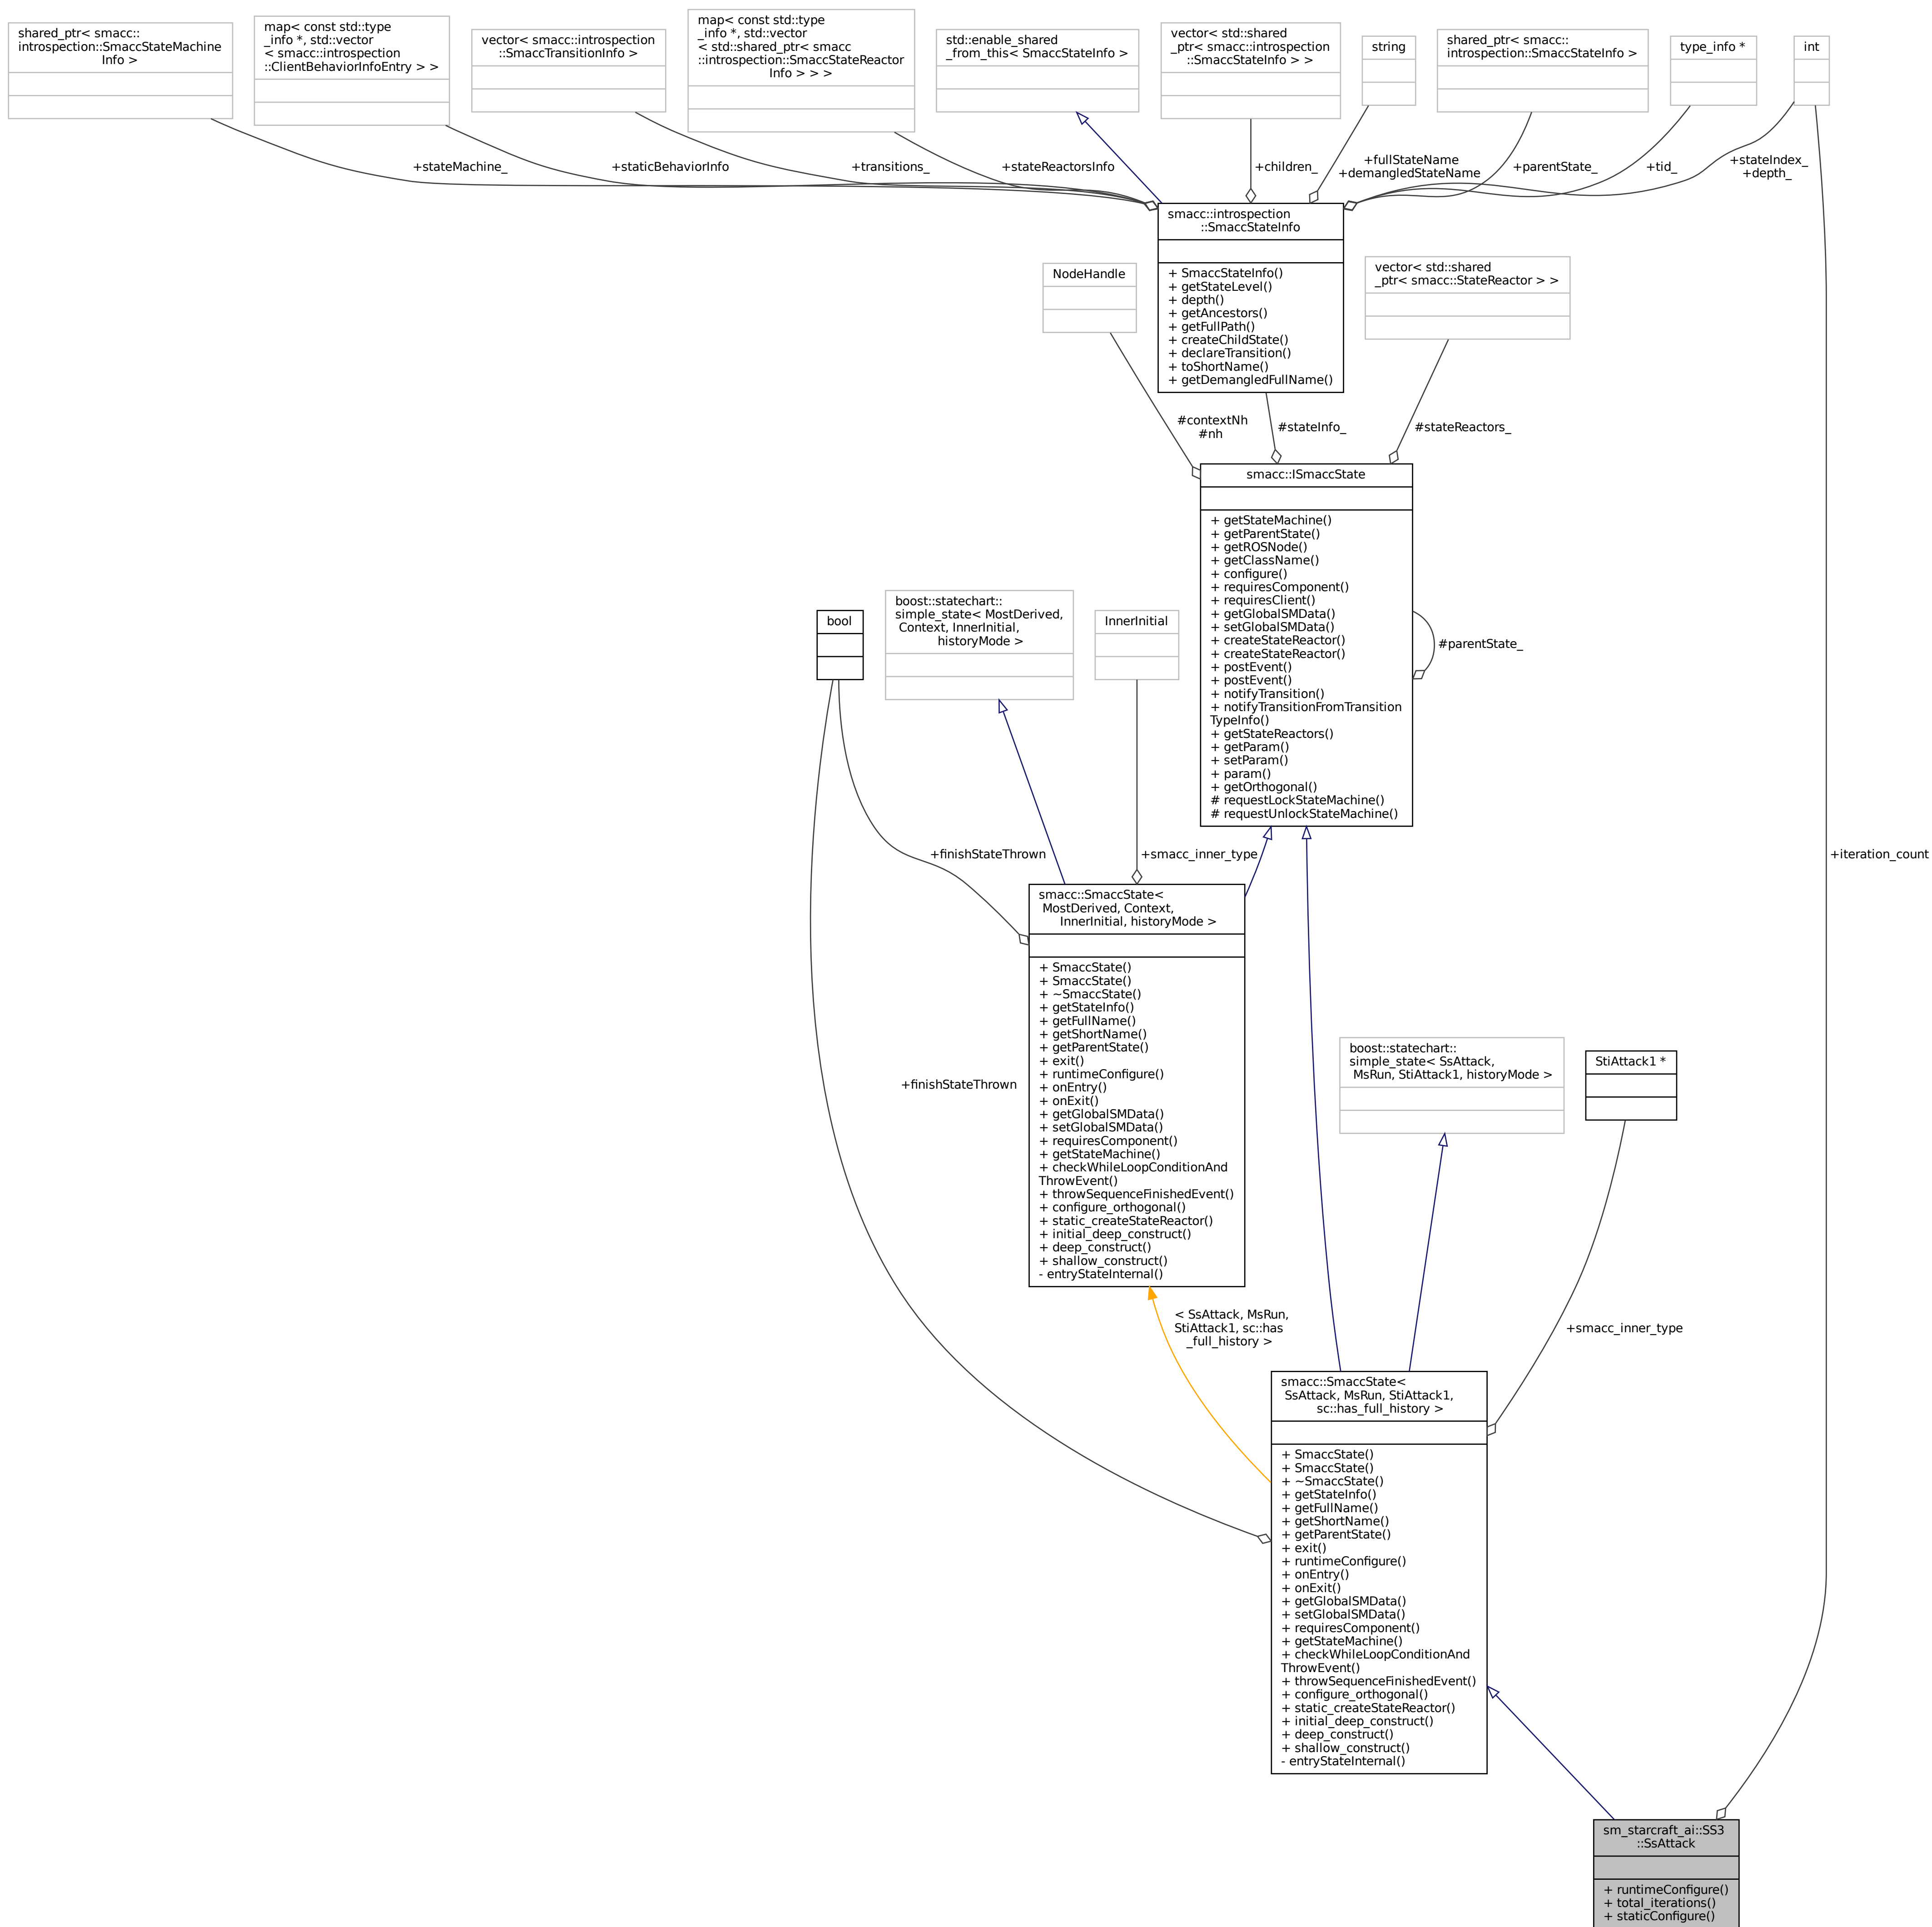 shared_ptr< smacc::
introspection::SmaccStateMachine
Info >
map< const std::type
_info *, std::vector
< smacc::introspection
::ClientBehaviorInfoEntry > >
vector< smacc::introspection
::SmaccTransitionInfo >
map< const std::type
_info *, std::vector
< std::shared_ptr< smacc
::introspection::SmaccStateReactor
Info > > >
std::enable_shared
_from_this< SmaccStateInfo >
vector< std::shared
_ptr< smacc::introspection
::SmaccStateInfo > >
string
shared_ptr< smacc::
introspection::SmaccStateInfo >
type_info *
int
+stateMachine_
+staticBehaviorInfo
+transitions_
+stateReactorsInfo
+children_
+fullStateName
+demangledStateName
+parentState_
+tid_
+stateIndex_
+depth_
smacc::introspection
::SmaccStateInfo
+ SmaccStateInfo()
+ getStateLevel()
+ depth()
+ getAncestors()
+ getFullPath()
+ createChildState()
+ declareTransition()
+ toShortName()
+ getDemangledFullName()
NodeHandle
vector< std::shared
_ptr< smacc::StateReactor > >
#contextNh
#nh
#stateInfo_
#stateReactors_
smacc::ISmaccState
+ getStateMachine()
+ getParentState()
+ getROSNode()
+ getClassName()
+ configure()
+ requiresComponent()
+ requiresClient()
+ getGlobalSMData()
+ setGlobalSMData()
+ createStateReactor()
+ createStateReactor()
+ postEvent()
+ postEvent()
+ notifyTransition()
+ notifyTransitionFromTransition
TypeInfo()
+ getStateReactors()
+ getParam()
+ setParam()
+ param()
+ getOrthogonal()
# requestLockStateMachine()
# requestUnlockStateMachine()
#parentState_
bool
boost::statechart::
simple_state< MostDerived,
Context, InnerInitial,
historyMode >
InnerInitial
+finishStateThrown
+smacc_inner_type
+iteration_count
smacc::SmaccState<
MostDerived, Context,
InnerInitial, historyMode >
+ SmaccState()
+ SmaccState()
+ ~SmaccState()
+ getStateInfo()
+ getFullName()
+ getShortName()
+ getParentState()
+ exit()
+ runtimeConfigure()
+ onEntry()
+ onExit()
+ getGlobalSMData()
+ setGlobalSMData()
+ requiresComponent()
+ getStateMachine()
+ checkWhileLoopConditionAnd
ThrowEvent()
+ throwSequenceFinishedEvent()
+ configure_orthogonal()
+ static_createStateReactor()
+ initial_deep_construct()
+ deep_construct()
+ shallow_construct()
- entryStateInternal()
+finishStateThrown
boost::statechart::
simple_state< SsAttack,
MsRun, StiAttack1, historyMode >
StiAttack1 *
< SsAttack, MsRun,
StiAttack1, sc::has
_full_history >
+smacc_inner_type
smacc::SmaccState<
SsAttack, MsRun, StiAttack1,
sc::has_full_history >
+ SmaccState()
+ SmaccState()
+ ~SmaccState()
+ getStateInfo()
+ getFullName()
+ getShortName()
+ getParentState()
+ exit()
+ runtimeConfigure()
+ onEntry()
+ onExit()
+ getGlobalSMData()
+ setGlobalSMData()
+ requiresComponent()
+ getStateMachine()
+ checkWhileLoopConditionAnd
ThrowEvent()
+ throwSequenceFinishedEvent()
+ configure_orthogonal()
+ static_createStateReactor()
+ initial_deep_construct()
+ deep_construct()
+ shallow_construct()
- entryStateInternal()
sm_starcraft_ai::SS3
::SsAttack
+ runtimeConfigure()
+ total_iterations()
+ staticConfigure()